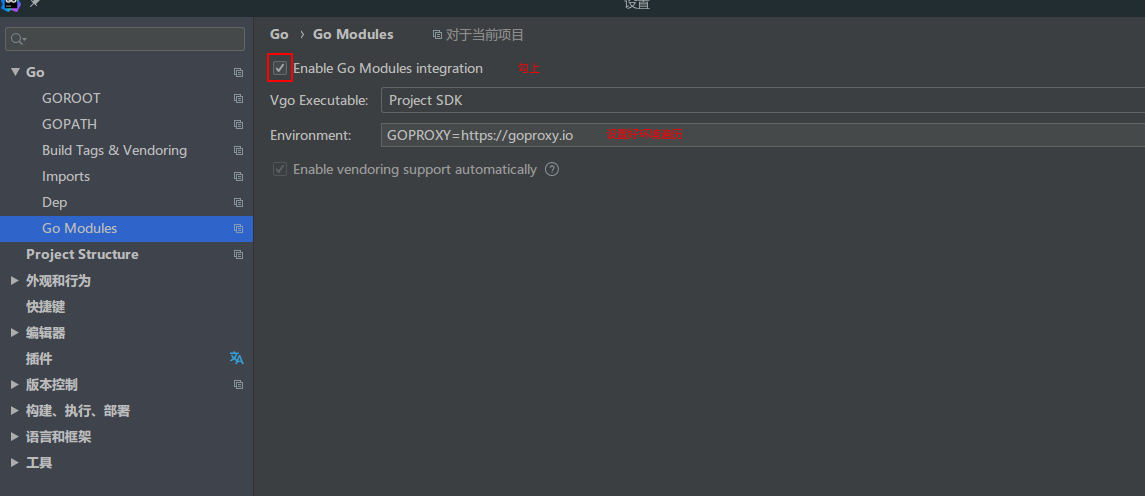 设置
Go
GOROOT
GOPATH
Build Tags & Vendoring
Imports
Dep
Go Modules
Project Structure
外观和行为
快捷键
编辑器
插件
版本控制
构建、执行、部署
语言和框架
工具
Go › Go Modules 对于当前项目
Enable Go Modules integration 勾上
Vgo Executable: Project SDK
Environment: GOPROXY=https://goproxy.io
Enable vendoring support automatically